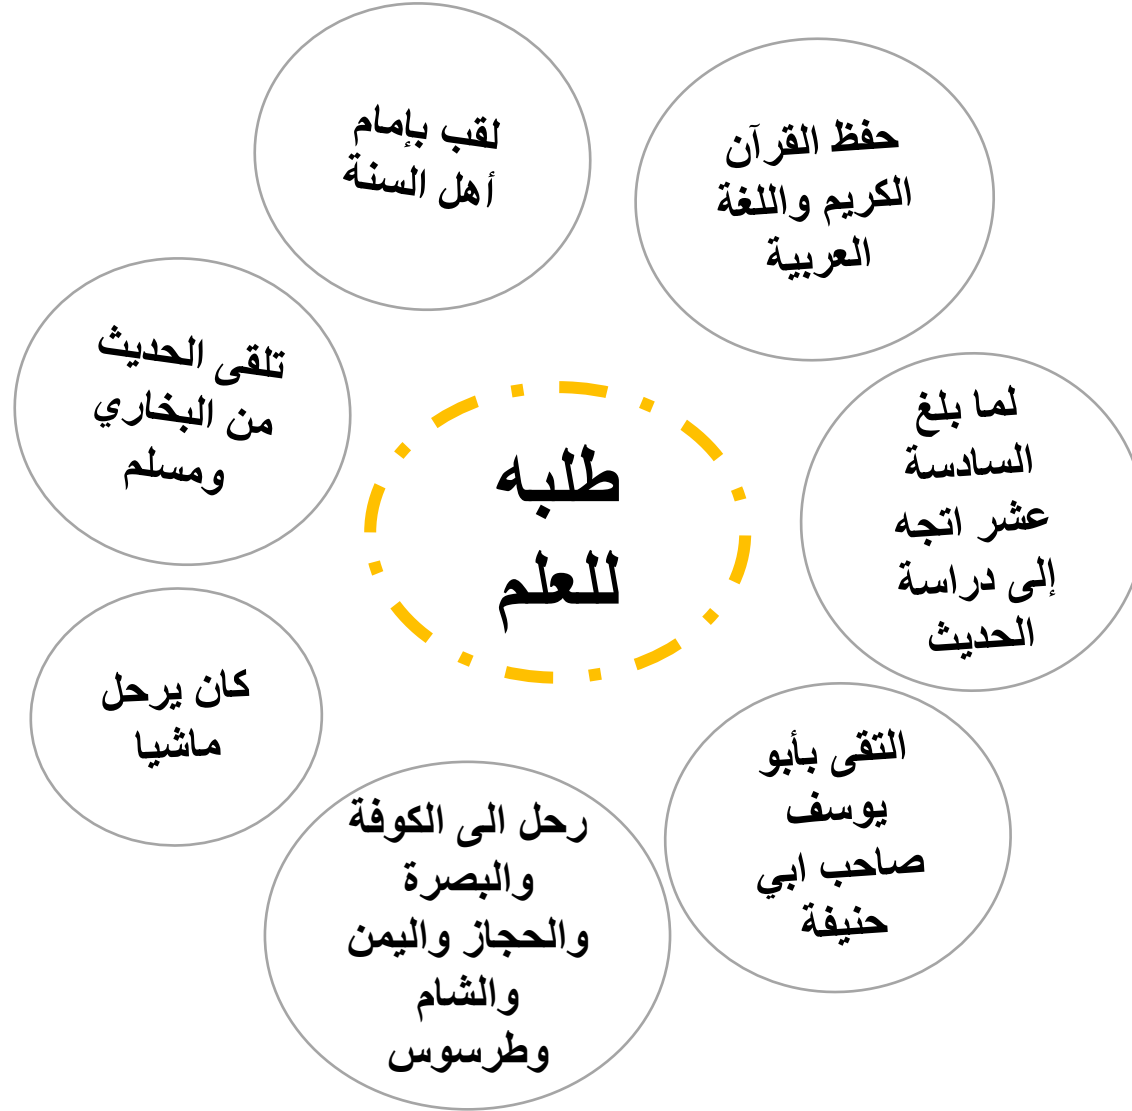 طلبه
للعلم
حفظ القرآن
الكريم واللغة
العربية
لما بلغ
السادسة
عشر اتجه
إلى دراسة
الحديث
التقى بأبو
يوسف
صاحب ابي
حنيفة
رحل الى الكوفة
والبصرة
والحجاز واليمن
والشام
وطرسوس
كان يرحل
ماشيا
تلقى الحديث
من البخاري
ومسلم
لقب بإمام
أهل السنة